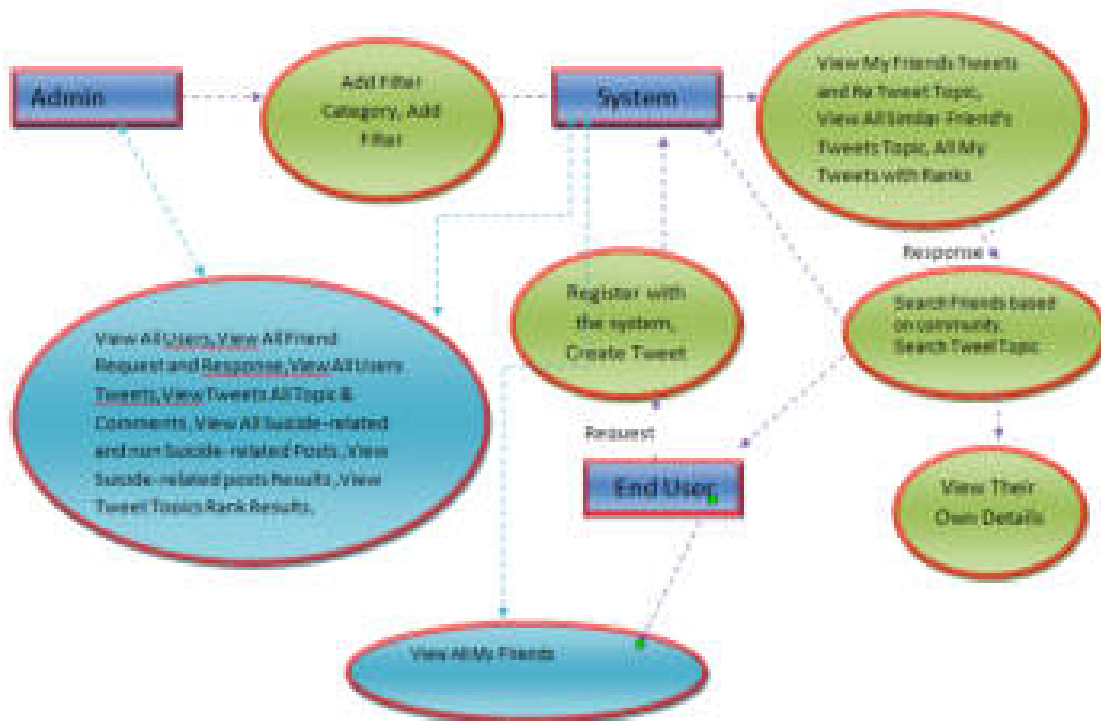 Admin
Add Filter
Category, Add
Filter
System
View My Friends Tweets
and Re Tweet Topic,
View All Similar Friend's
Tweets Topic, All My
Tweets with Ranks
Response
Register with
the system,
Create Tweet
Search Friends based
on community.
Search Tweet Topic
View All Users, View All Friend
Request and Response, View All Users
Tweets, View Tweets All Topic &
Comments, View All Suicide-related
and non Suicide-related Posts, View
Suicide-related posts Results, View
Tweet Topics Rank Results.
Request
End User
View Their
Own Details
View All My Friends